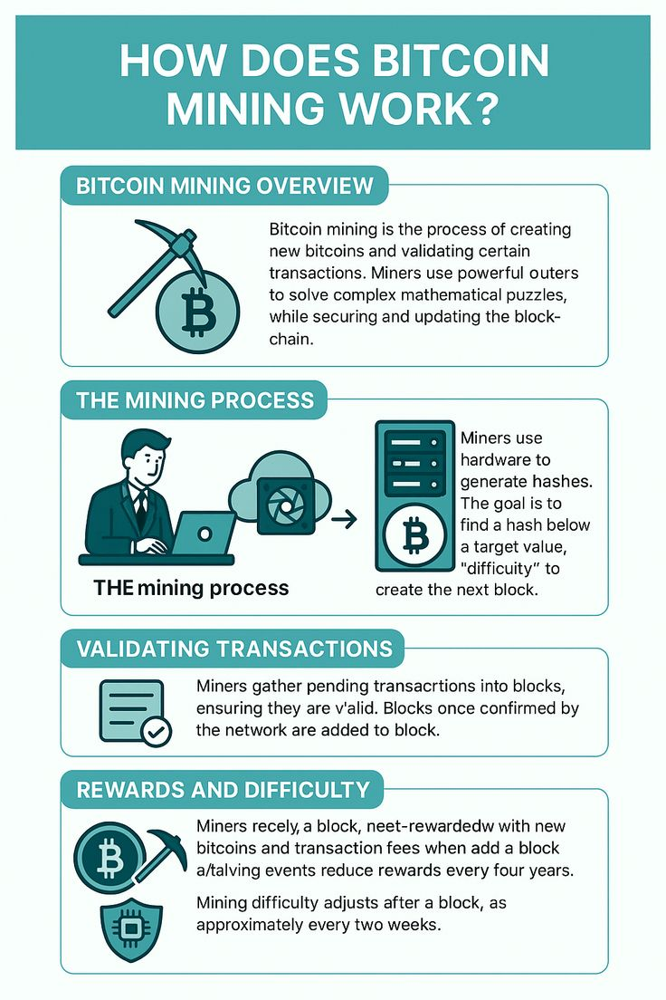 HOW DOES BITCOIN
MINING WORK?
BITCOIN MINING OVERVIEW
Bitcoin mining is the process of creating
new bitcoins and validating certain
transactions. Miners use powerful outers
to solve complex mathematical puzzles,
while securing and updating the block-
chain.
THE MINING PROCESS
THE mining process
Miners use
hardware to
generate hashes.
The goal is to
find a hash below
a target value,
"difficulty” to
create the next block.
VALIDATING TRANSACTIONS
Miners gather pending transacrtions into blocks,
ensuring they are v'alid. Blocks once confirmed by
the network are added to block.
REWARDS AND DIFFICULTY
Miners recely, a block, neet-rewardedw with new
bitcoins and transaction fees when add a block
a/talving events reduce rewards every four years.
Mining difficulty adjusts after a block, as
approximately every two weeks.